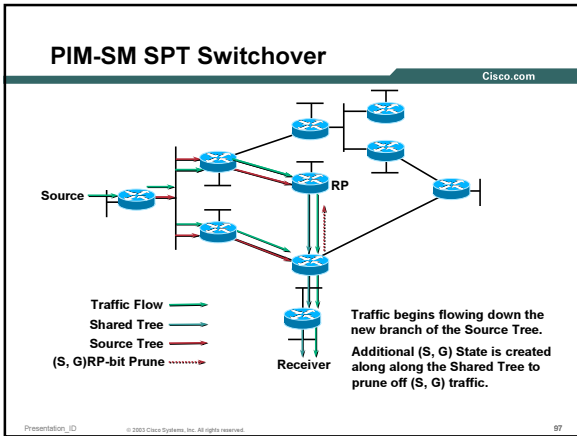 PIM-SM SPT Switchover
Cisco.com
Source
RP
Traffic Flow
Shared Tree
Source Tree
(S, G)RP-bit Prune
Receiver
Traffic begins flowing down the
new branch of the Source Tree.
Additional (S, G) State is created
along along the Shared Tree to
prune off (S, G) traffic.
Presentation_ID
© 2003 Cisco Systems, Inc. All rights reserved.
97